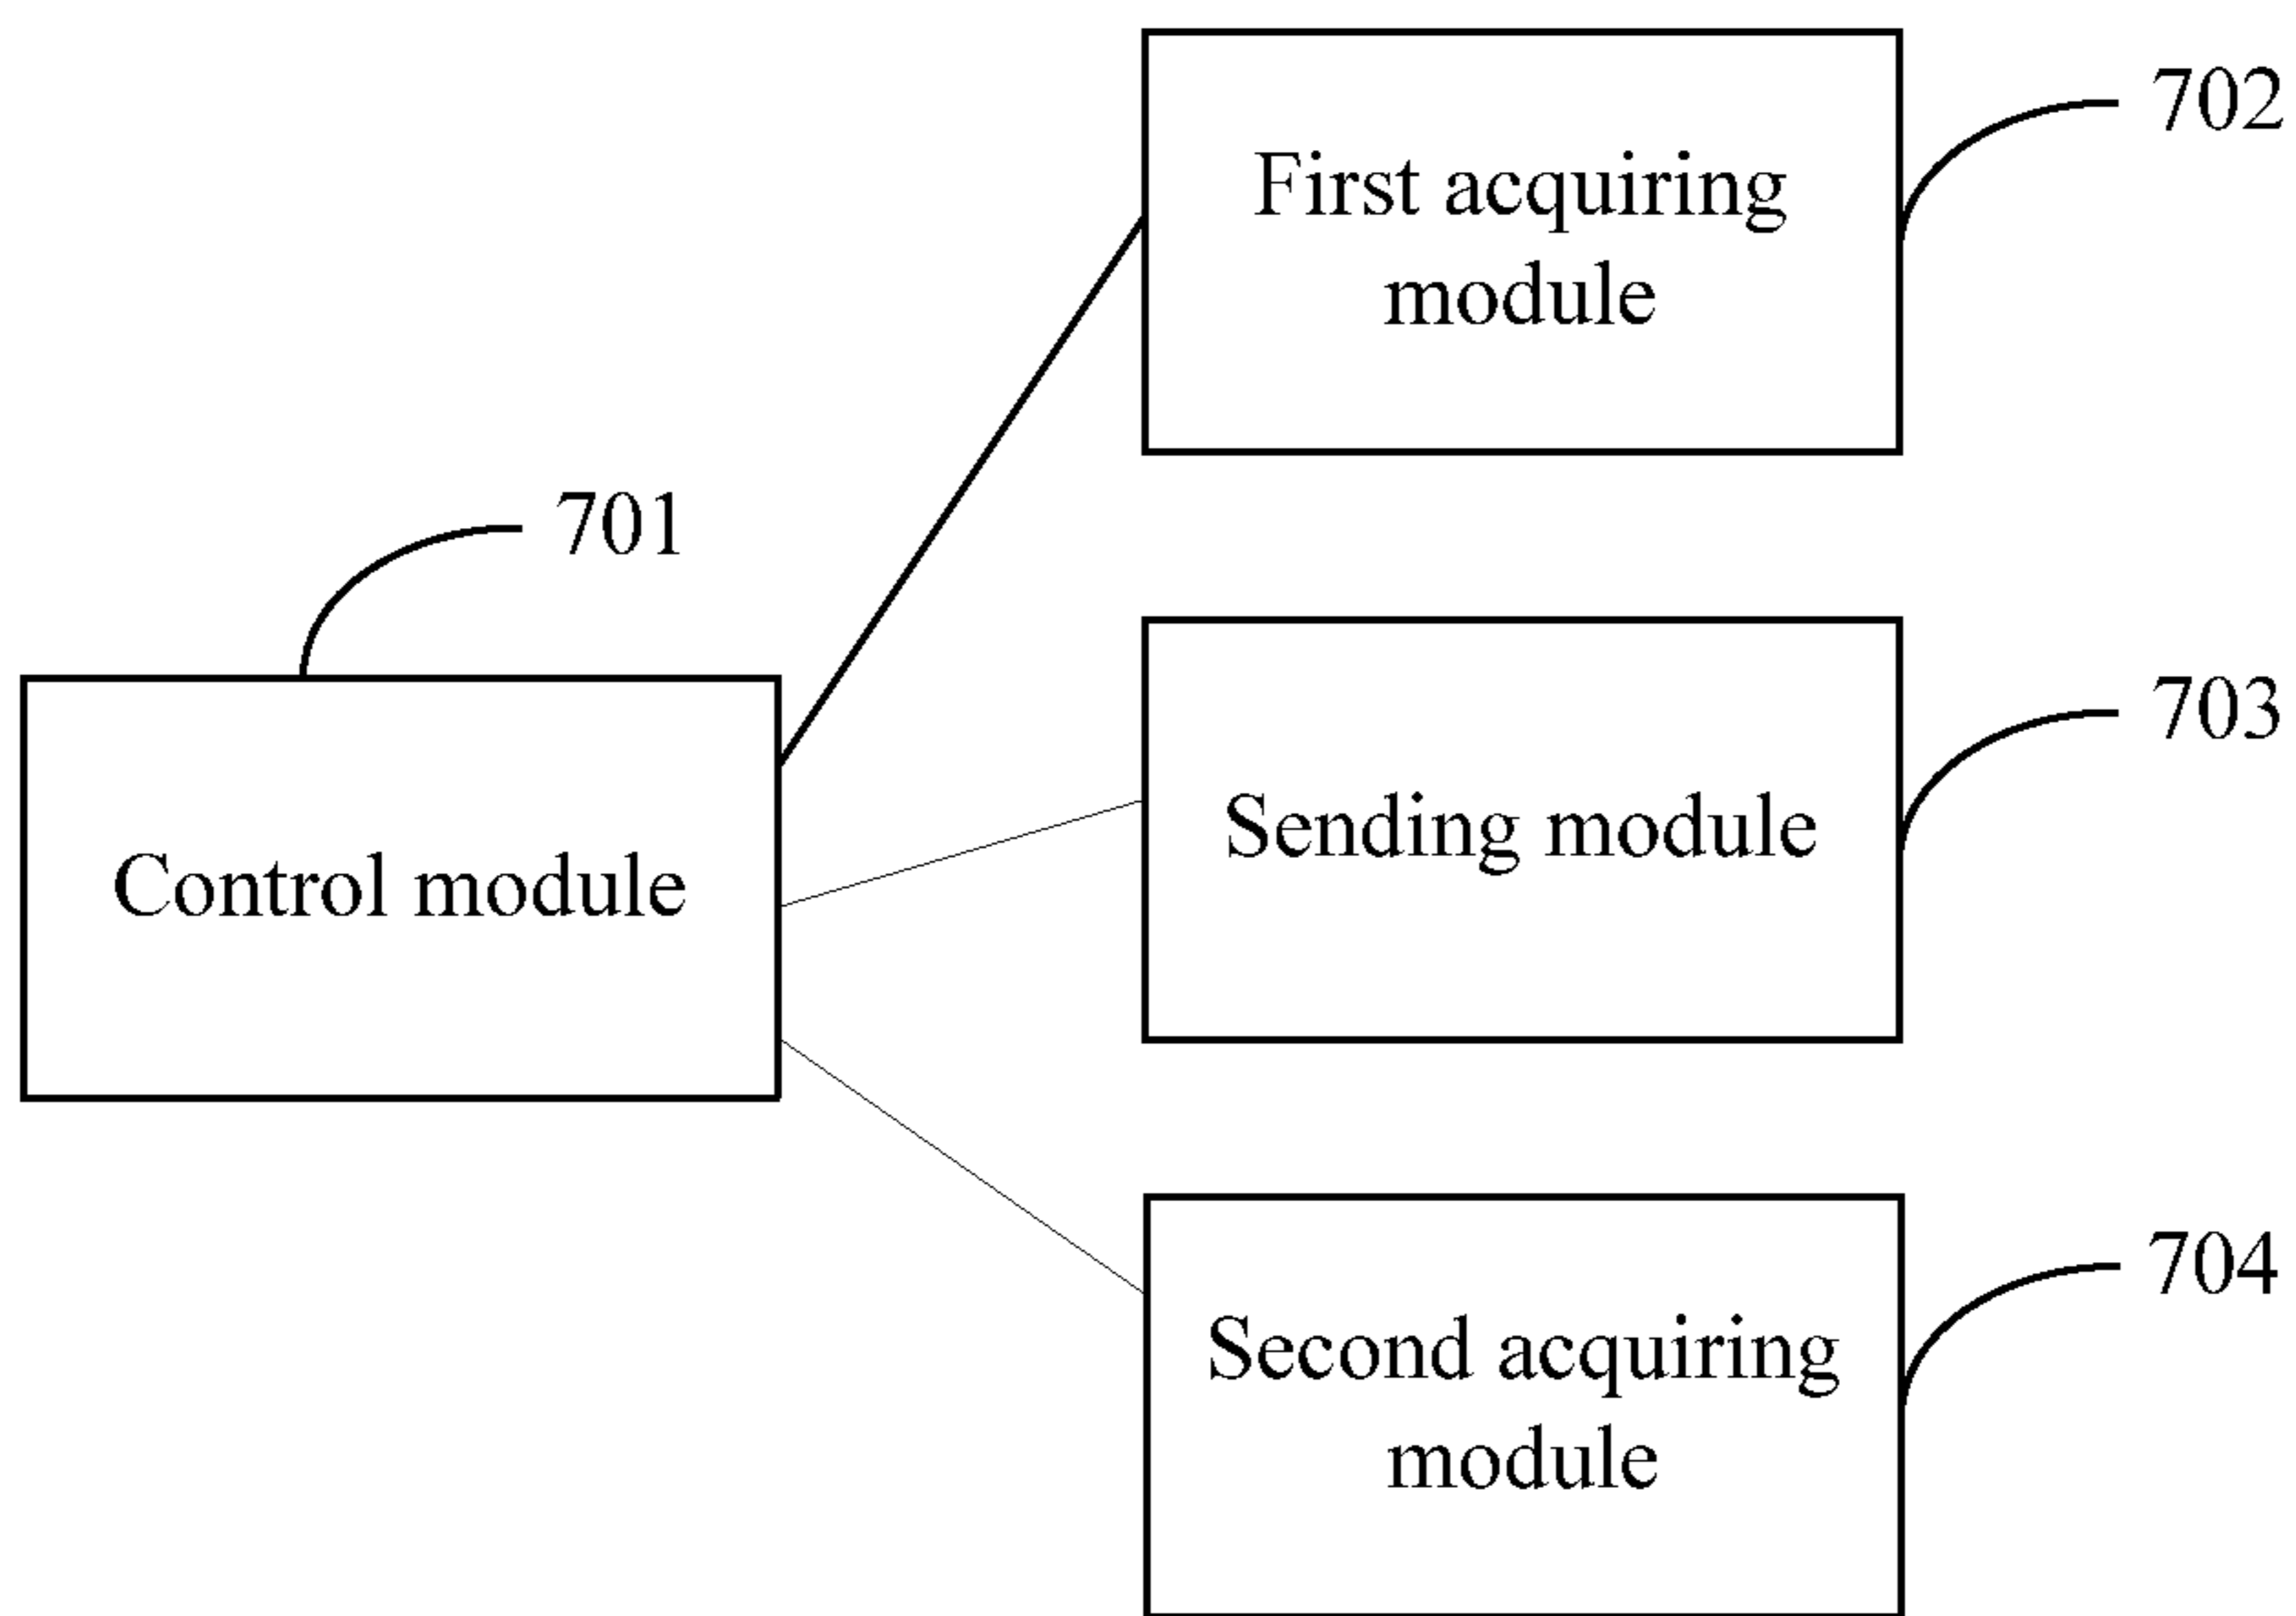 702
First acquiring
module
701
703
Sending module
Control module
704
Second acquiring
module